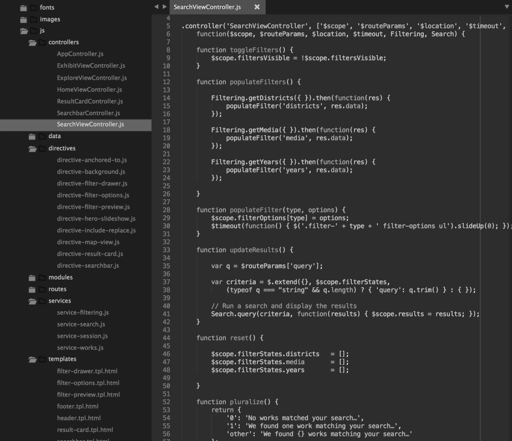 fonts
images
js
controllers
AppController.js
ExhibitViewController.js
ExploreViewController.js
HomeViewController.js
ResultCardController.js
SearchbarController.js
SearchViewController.js
data
directives
directive-anchored-to.js
directive-background.js
directive-filter-drawer.js
directive-filter-options.js
directive-filter-preview.js
directive-hero-slideshow.js
directive-include-replace.js
directive-map-view.js
directive-result-card.js
directive-searchbar.js
modules
routes
services
service-filtering.js
service-search.js
service-session.js
service-works.js
templates
filter-drawer.tpl.html
filter-options.tpl.html
filter-preview.tpl.html
footer.tpl.html
header.tpl.html
result-card.tpl.html
searchbar.tpl.html
SearchViewController.js ×
4
5 .controller('SearchViewController', ['$scope', '$routeParams', '$location', '$timeout',
6 function($scope, $routeParams, $location, $timeout, Filtering, Search) {
7
8 function toggleFilters() {
9 $scope.filtersVisible = !$scope.filtersVisible;
10 }
11
12 function populateFilters() {
13
14 Filtering.getDistricts({ }).then(function(res) {
15 populateFilter('districts', res.data);
16 });
17
18 Filtering.getMedia({ }).then(function(res) {
19 populateFilter('media', res.data);
20 });
21
22 Filtering.getYears({ }).then(function(res) {
23 populateFilter('years', res.data);
24 });
25
26 }
27
28 function populateFilter(type, options) {
29 $scope.filterOptions[type] = options;
30 $timeout(function() { $('.filter-' + type + ' filter-options ul').slideUp(0); });
31 }
32
33 function updateResults() {
34
35 var q = $routeParams['query'];
36
37 var criteria = $.extend({}, $scope.filterStates,
38 (typeof q === "string" && q.length) ? { 'query': q.trim() } : { });
39
40 // Run a search and display the results
41 Search.query(criteria, function(results) { $scope.results = results; });
42 }
43
44 function reset() {
45
46 $scope.filterStates.districts = [];
47 $scope.filterStates.media = [];
48 $scope.filterStates.years = [];
49
50 }
51
52 function pluralize() {
53 return {
54 '0': "No works matched your search…",
55 '1': "We found one work matching your search…",
56 'other': "We found {} works matching your search…"
57 };